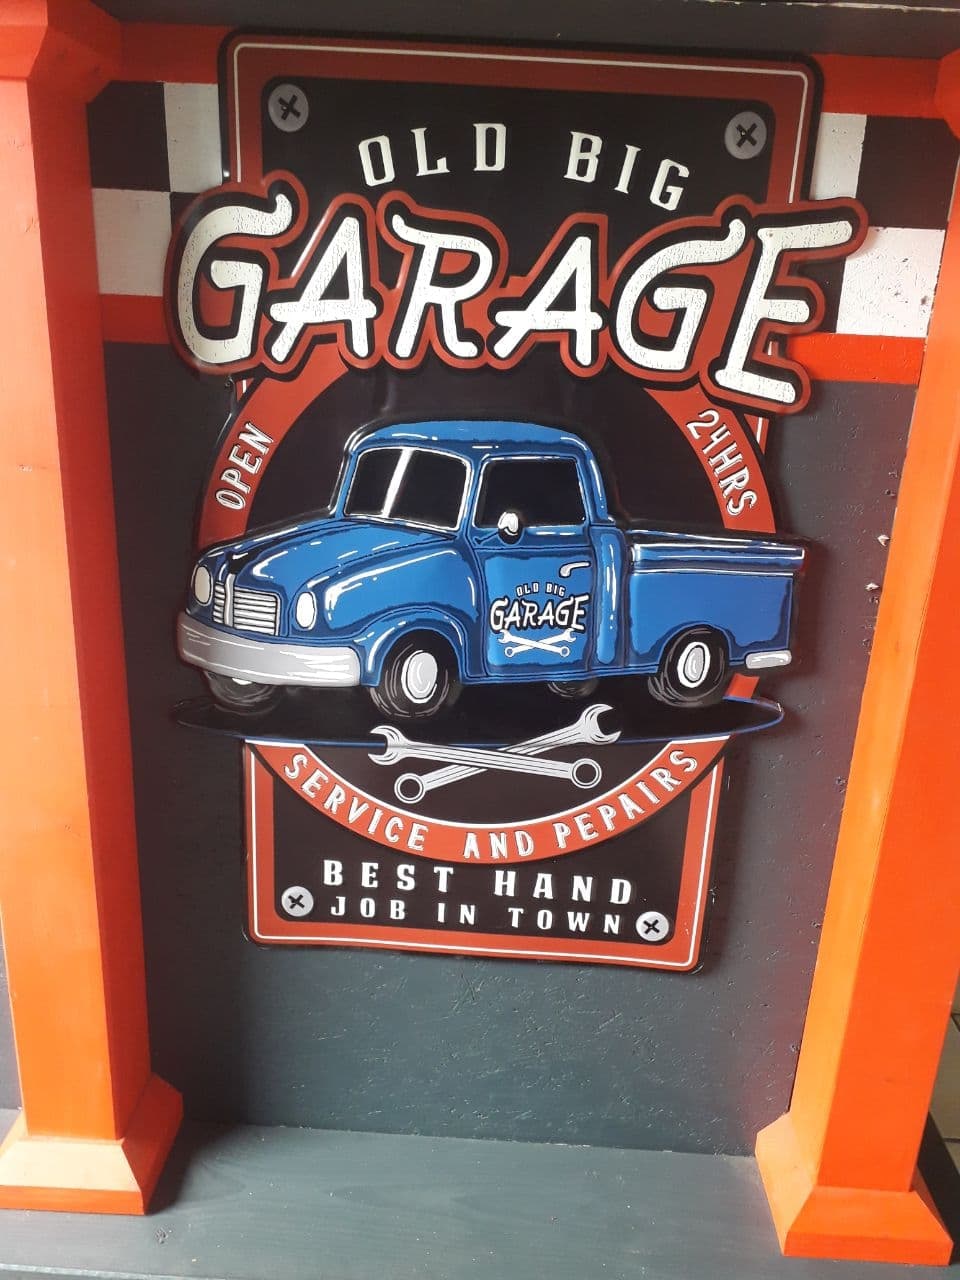 OLD BIG
GARAGE
OPEN
24HRS
OLD BIG
GARAGE
SERVICE AND PEPAIRS
BEST HAND
JOB IN TOWN